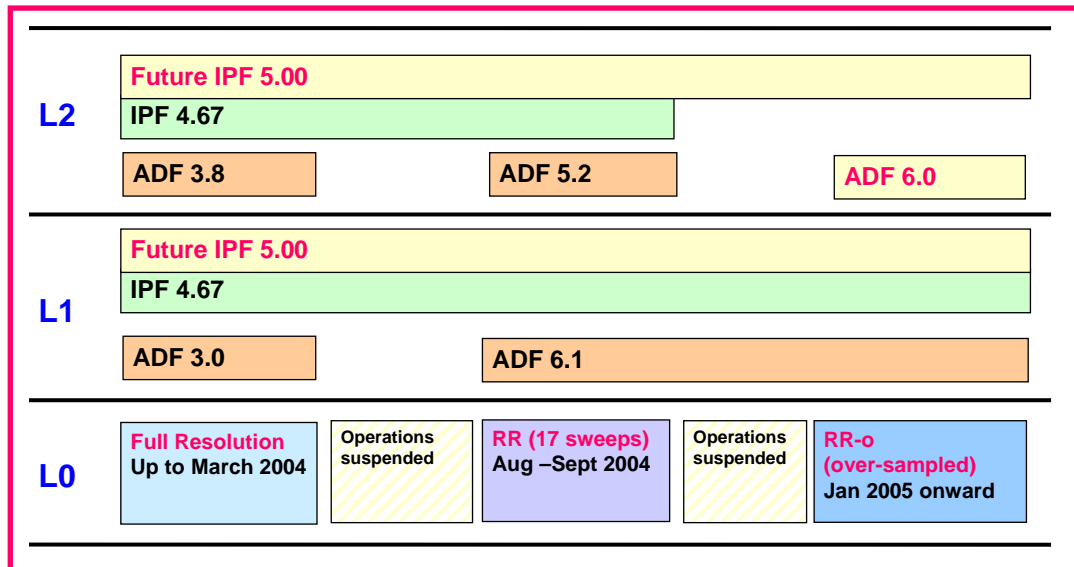 L2
Future IPF 5.00
IPF 4.67
ADF 3.8
ADF 5.2
ADF 6.0
L1
Future IPF 5.00
IPF 4.67
ADF 3.0
ADF 6.1
L0
Full Resolution
Up to March 2004
Operations
suspended
RR (17 sweeps)
Aug –Sept 2004
Operations
suspended
RR-o
(over-sampled)
Jan 2005 onward